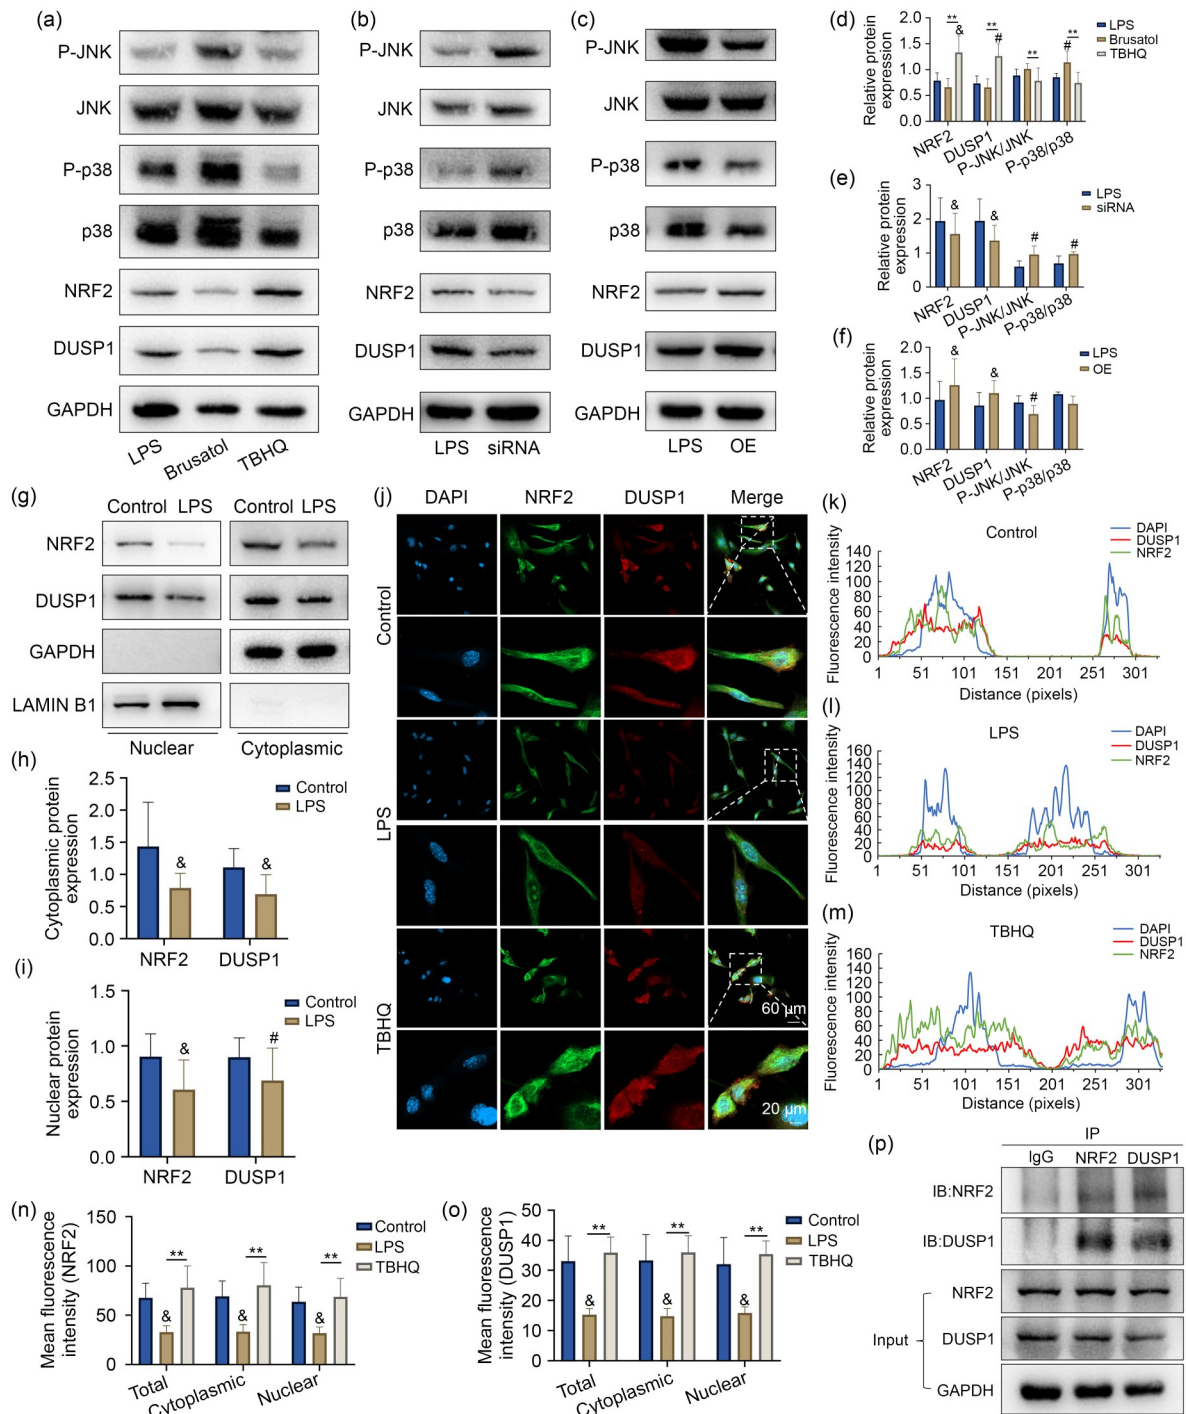 (a)
P-JNK
JNK
P-p38
p38
NRF2
DUSP1
GAPDH
LPS Brusatol TBHQ
(b)
P-JNK
JNK
P-p38
p38
NRF2
DUSP1
GAPDH
LPS siRNA
(c)
P-JNK
JNK
P-p38
p38
NRF2
DUSP1
GAPDH
LPS OE
(d)
Relative protein
expression
2.0
1.5
1.0
0.5
0.0
** & ** # ** # **
LPS
Brusatol
TBHQ
NRF2 DUSP1 P-JNK/JNK P-p38/p38
(e)
Relative protein
expression
3
2
1
0
& & # #
LPS
siRNA
NRF2 DUSP1 P-JNK/JNK P-p38/p38
(f)
Relative protein
expression
2.0
1.5
1.0
0.5
0
& & #
LPS
OE
NRF2 DUSP1 P-JNK/JNK P-p38/p38
(g)
Control LPS Control LPS
NRF2
DUSP1
GAPDH
LAMIN B1
Nuclear Cytoplasmic
(h)
Cytoplasmic protein
expression
2.5
2.0
1.5
1.0
0.5
0.0
& &
Control
LPS
NRF2 DUSP1
(i)
Nuclear protein
expression
1.5
1.0
0.5
0.0
& #
Control
LPS
NRF2 DUSP1
(j)
DAPI NRF2 DUSP1 Merge
Control
LPS
TBHQ
60 µm
20 µm
(k)
Control
DAPI
DUSP1
NRF2
Fluorescence intensity
140
120
100
80
60
40
20
0
1 51 101 151 201 251 301
Distance (pixels)
(l)
LPS
DAPI
DUSP1
NRF2
Fluorescence intensity
160
140
120
100
80
60
40
20
0
1 51 101 151 201 251 301
Distance (pixels)
(m)
TBHQ
DAPI
DUSP1
NRF2
Fluorescence intensity
160
140
120
100
80
60
40
20
0
1 51 101 151 201 251 301
Distance (pixels)
(n)
Mean fluorescence
intensity (NRF2)
150
100
50
0
** ** **
& & &
Control
LPS
TBHQ
Total Cytoplasmic Nuclear
(o)
Mean fluorescence
intensity (DUSP1)
50
40
30
20
10
0
** ** **
& & &
Control
LPS
TBHQ
Total Cytoplasmic Nuclear
(p)
IP
IgG NRF2 DUSP1
IB:NRF2
IB:DUSP1
Input
NRF2
DUSP1
GAPDH